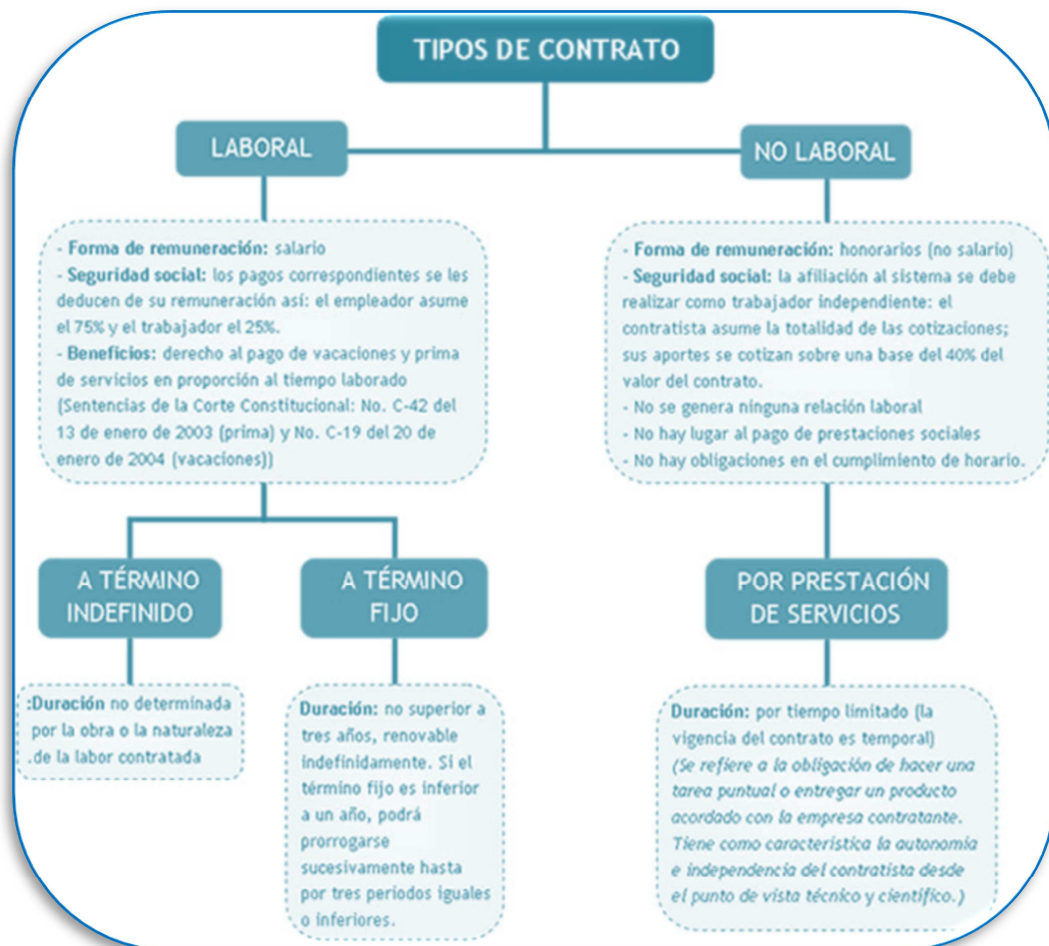 TIPOS DE CONTRATO
LABORAL
- Forma de remuneración: salario
- Seguridad social: los pagos correspondientes se les
deducen de su remuneración así: el empleador asume
el 75% y el trabajador el 25%.
- Beneficios: derecho al pago de vacaciones y prima
de servicios en proporción al tiempo laborado
(Sentencias de la Corte Constitucional: No. C-42 del
13 de enero de 2003 (prima) y No. C-19 del 20 de
enero de 2004 (vacaciones))
A TÉRMINO
INDEFINIDO
:Duración no determinada
por la obra o la naturaleza
.de la labor contratada
A TÉRMINO
FIJO
Duración: no superior a
tres años, renovable
indefinidamente. Si el
término fijo es inferior
a un año, podrá
prorrogarse
sucesivamente hasta
por tres periodos iguales
o inferiores.
NO LABORAL
- Forma de remuneración: honorarios (no salario)
- Seguridad social: la afiliación al sistema se debe
realizar como trabajador independiente: el
contratista asume la totalidad de las cotizaciones;
sus aportes se cotizan sobre una base del 40% del
valor del contrato.
- No se genera ninguna relación laboral
- No hay lugar al pago de prestaciones sociales
- No hay obligaciones en el cumplimiento de horario.
POR PRESTACIÓN
DE SERVICIOS
Duración: por tiempo limitado (la
vigencia del contrato es temporal)
(Se refiere a la obligación de hacer una
tarea puntual o entregar un producto
acordado con la empresa contratante.
Tiene como característica la autonomía
e independencia del contratista desde
el punto de vista técnico y científico.)